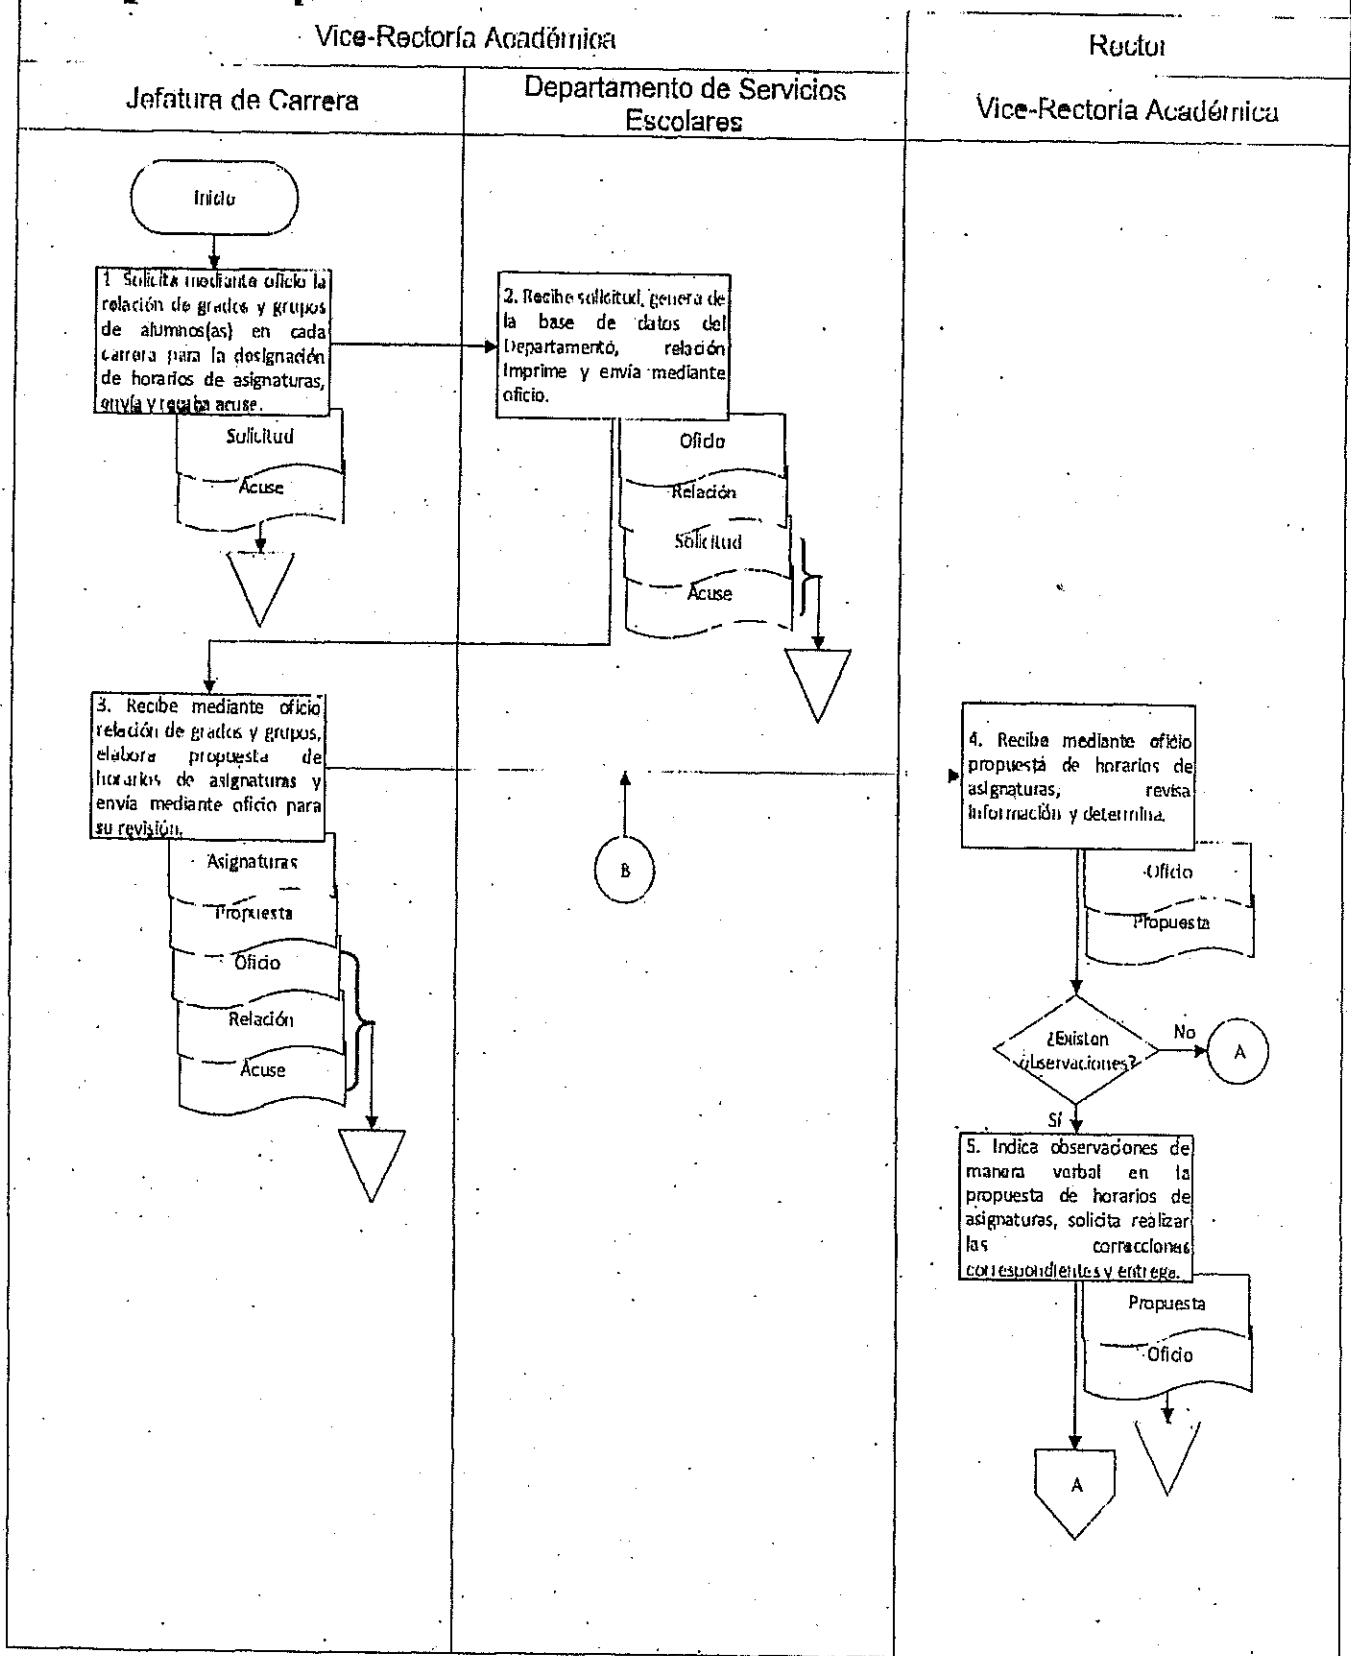 Vice-Rectoría Académica
Rector
Jefatura de Carrera
Departamento de Servicios
Escolares
Vice-Rectoría Académica
Inicio
1. Solicita mediante oficio la
relación de grados y grupos
de alumnos(as) en cada
carrera para la designación
de horarios de asignaturas,
envía y recaba acuse.
Solicitud
Acuse
2. Recibe solicitud, genera de
la base de datos del
Departamento, relación
Imprime y envía mediante
oficio.
Oficio
Relación
Solicitud
Acuse
3. Recibe mediante oficio
relación de grados y grupos,
elabora propuesta de
horarios de asignaturas y
envía mediante oficio para
su revisión.
Asignaturas
Propuesta
Oficio
Relación
Acuse
B
4. Recibe mediante oficio
propuesta de horarios de
asignaturas, revisa
información y determina.
Oficio
Propuesta
¿Existen
observaciones?
No
A
Sí
5. Indica observaciones de
manera verbal en la
propuesta de horarios de
asignaturas, solicita realizar
las correcciones
correspondientes y entrega.
Propuesta
Oficio
A